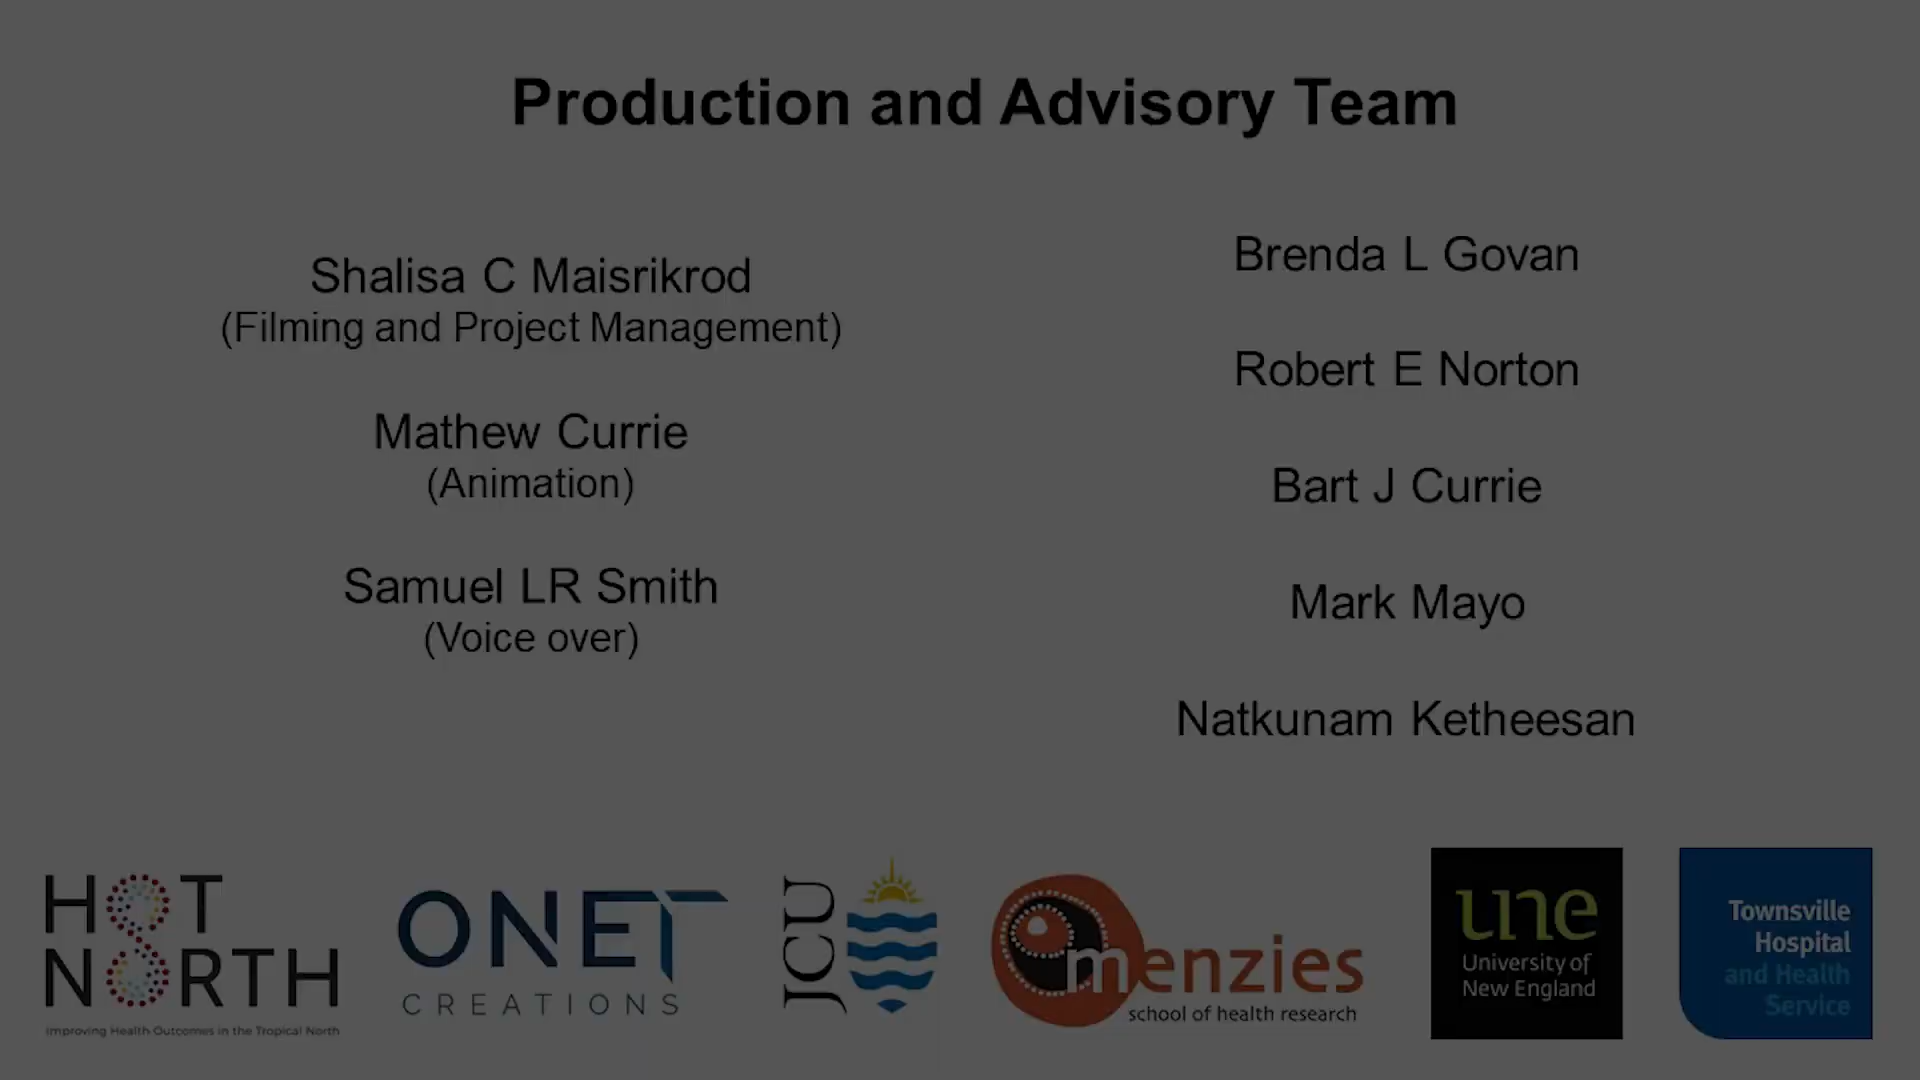 Production and Advisory Team
Shalisa C Maisrikrod
(Filming and Project Management)
Mathew Currie
(Animation)
Samuel LR Smith
(Voice over)
Brenda L Govan
Robert E Norton
Bart J Currie
Mark Mayo
Natkunam Ketheesan
HOT
NORTH
Improving Health Outcomes in the Tropical North
ONET
CREATIONS
JCU
menzies
school of health research
une
University of
New England
Townsville
Hospital
and Health
Service